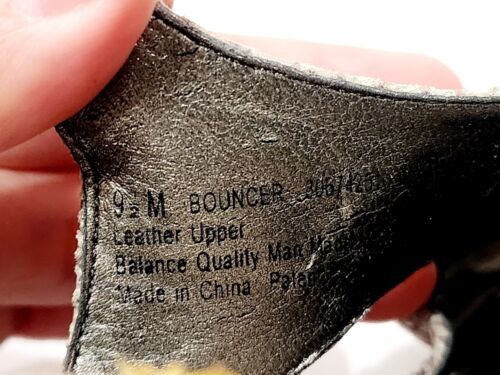 9½ M BOUNCER
Leather Upper
Balance Quality Man Made
Made in China